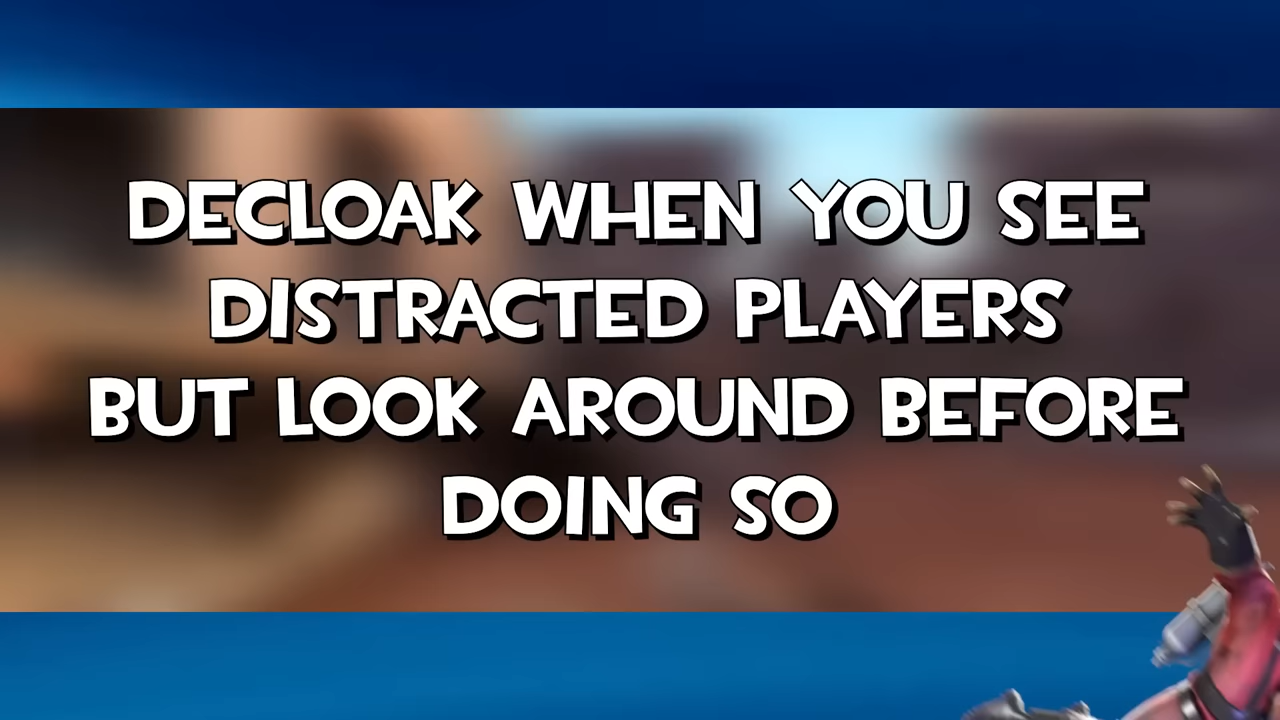 DECLOAK WHEN YOU SEE
DISTRACTED PLAYERS
BUT LOOK AROUND BEFORE
DOING SO